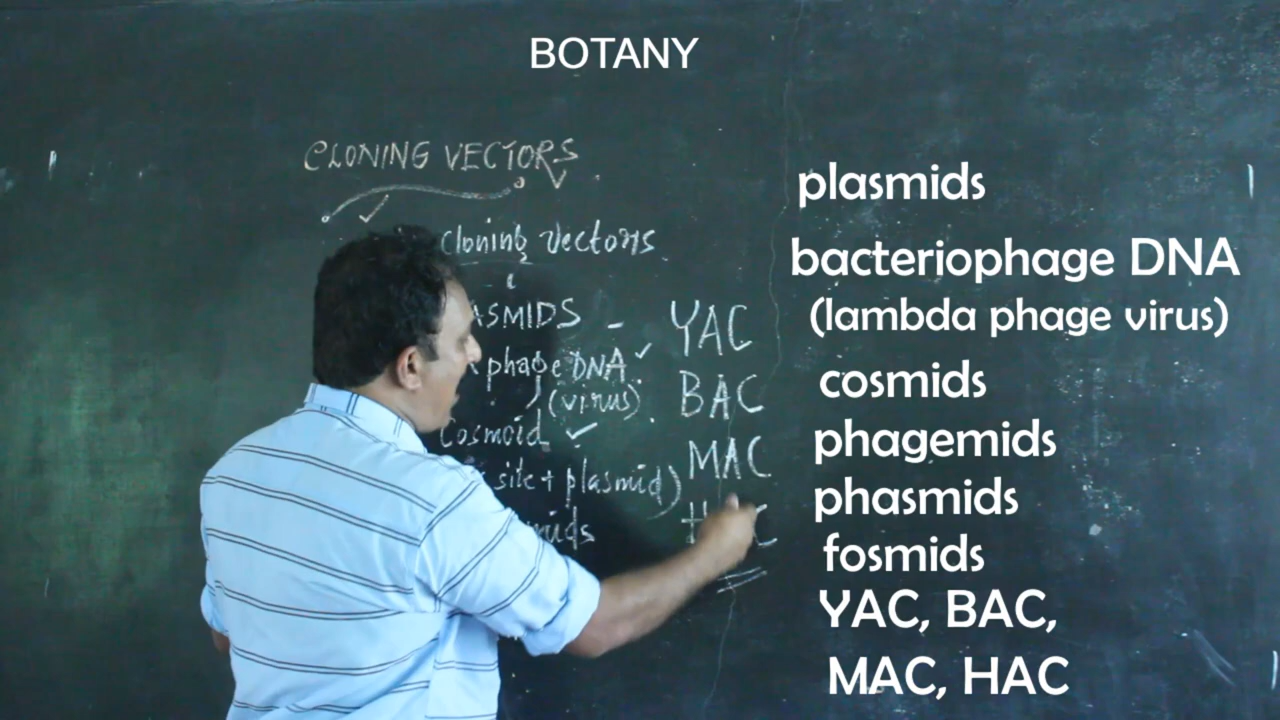 BOTANY
CLONING VECTORS
Cloning Vectors
ASMIDS
phage DNA
(virus)
Cosmoid
site + plasmid)
YAC
BAC
MAC
plasmids
bacteriophage DNA
(lambda phage virus)
cosmids
phagemids
phasmids
fosmids
YAC, BAC,
MAC, HAC